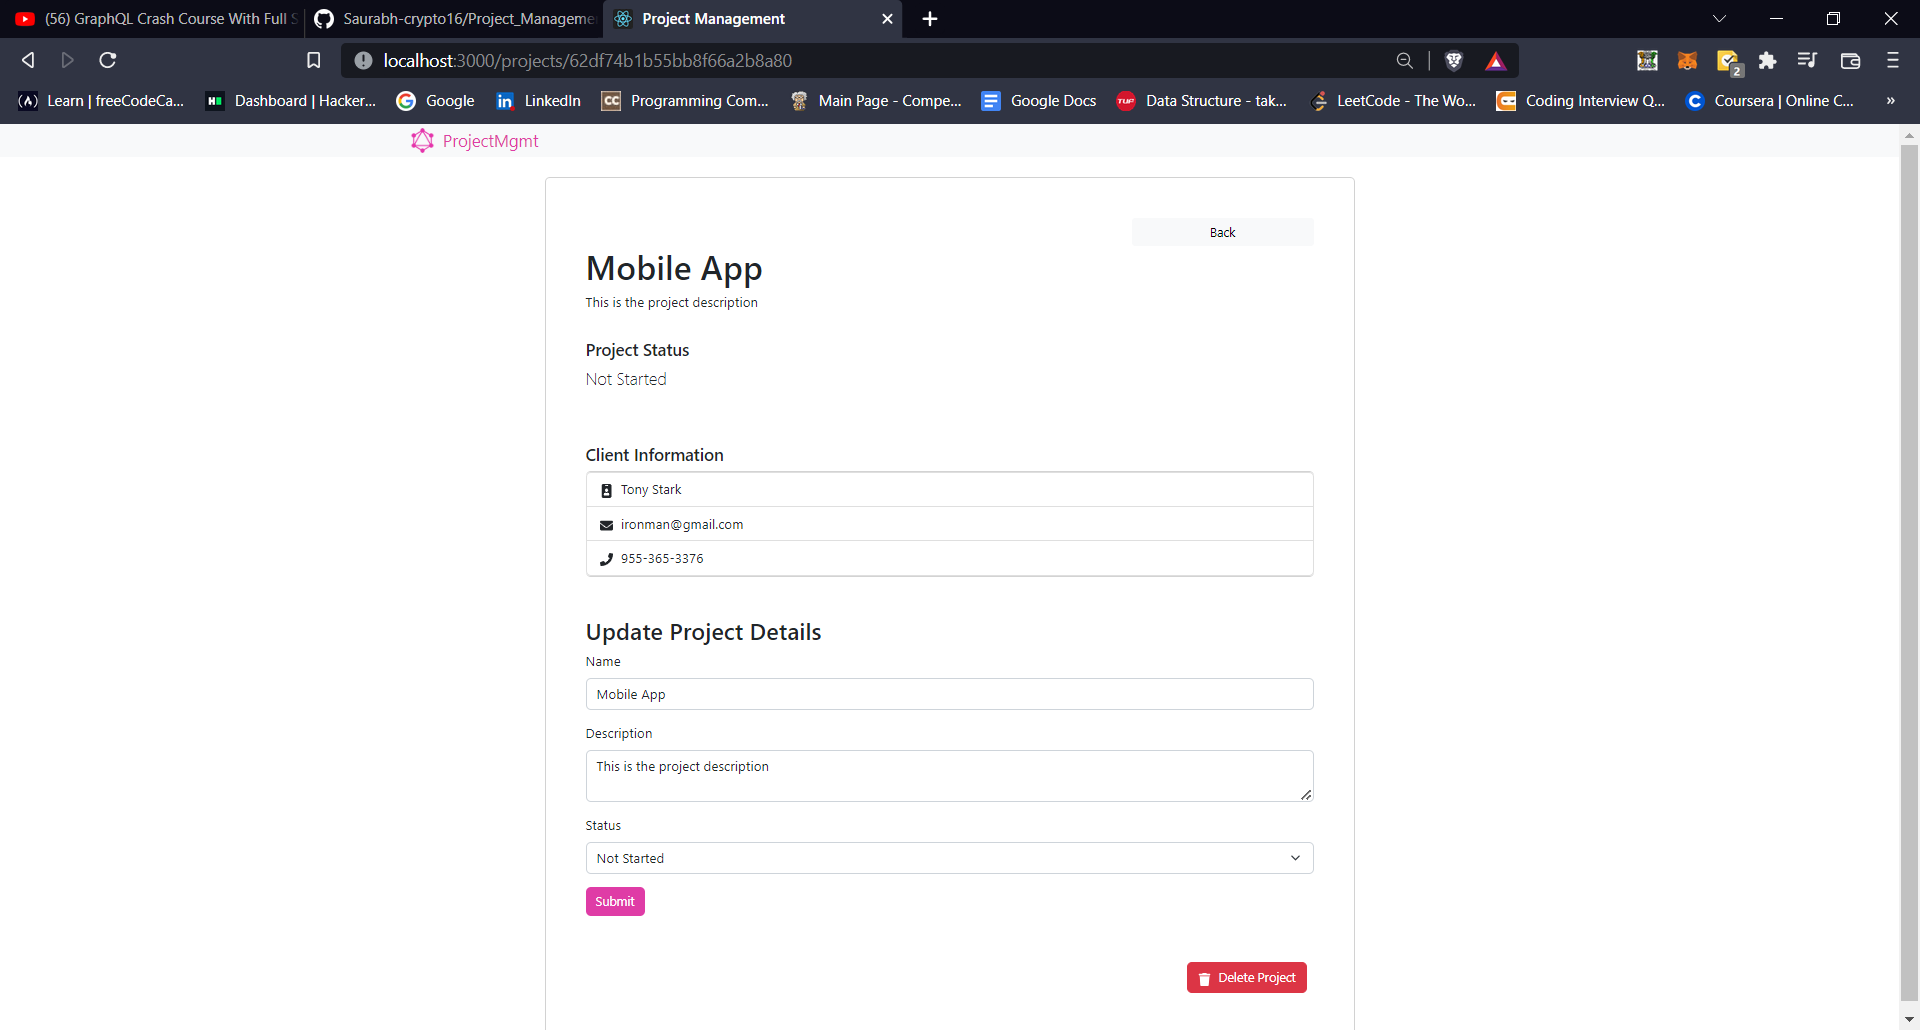 (56) GraphQL Crash Course With Full S
Saurabh-crypto16/Project_Manageme
Project Management
localhost:3000/projects/62df74b1b55bb8f66a2b8a80
2
Learn | freeCodeCa...
Dashboard | Hacker...
Google
LinkedIn
Programming Com...
Main Page - Compe...
Google Docs
Data Structure - tak...
LeetCode - The Wo...
Coding Interview Q...
Coursera | Online C...
»
ProjectMgmt
Back
Mobile App
This is the project description
Project Status
Not Started
Client Information
Tony Stark
ironman@gmail.com
955-365-3376
Update Project Details
Name
Mobile App
Description
This is the project description
Status
Not Started
Submit
Delete Project